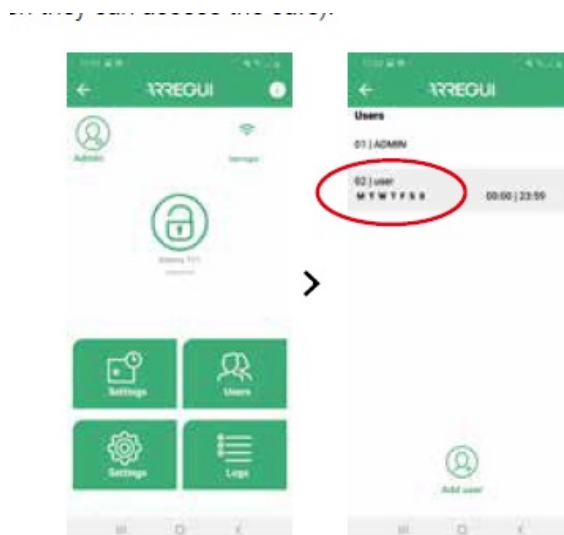 ARREGUI
Admin
Settings
Users
Settings
Logs
>
ARREGUI
Users
01 | ADMIN
02 | user
M T W T F S S
00:00 | 23:59
Add user